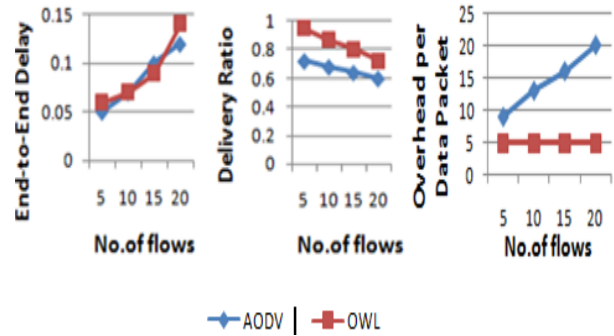 End-to-End Delay
0.15
0.1
0.05
0
5 10 15 20
No.of flows
Delivery Ratio
1
0.8
0.6
0.4
0.2
0
5 10 15 20
No.of flows
Overhead per
Data Packet
25
20
15
10
5
0
5 10 15 20
No.of flows
AODV
OWL